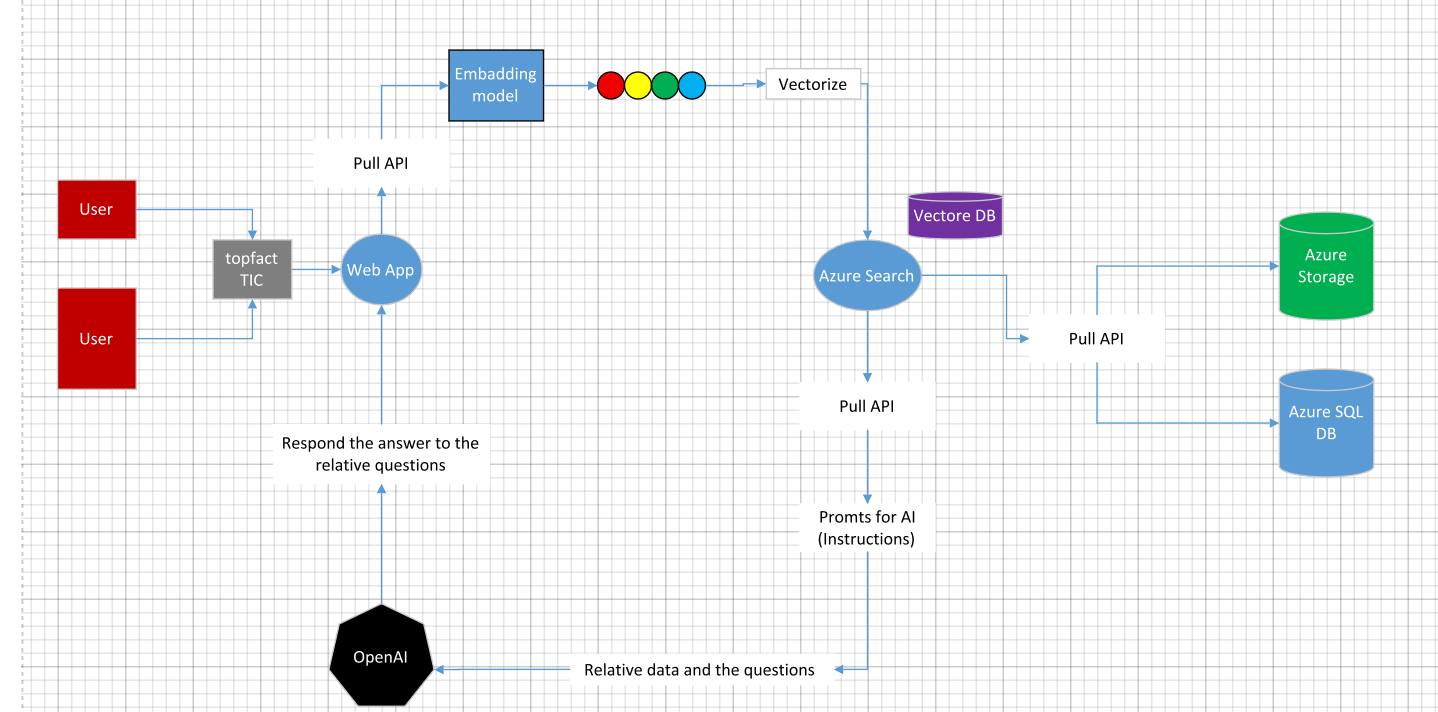 Embadding
model
Vectorize
Pull API
User
topfact
TIC
Web App
User
Vectore DB
Azure Search
Azure
Storage
Pull API
Azure SQL
DB
Pull API
Respond the answer to the
relative questions
Promts for AI
(Instructions)
OpenAI
Relative data and the questions